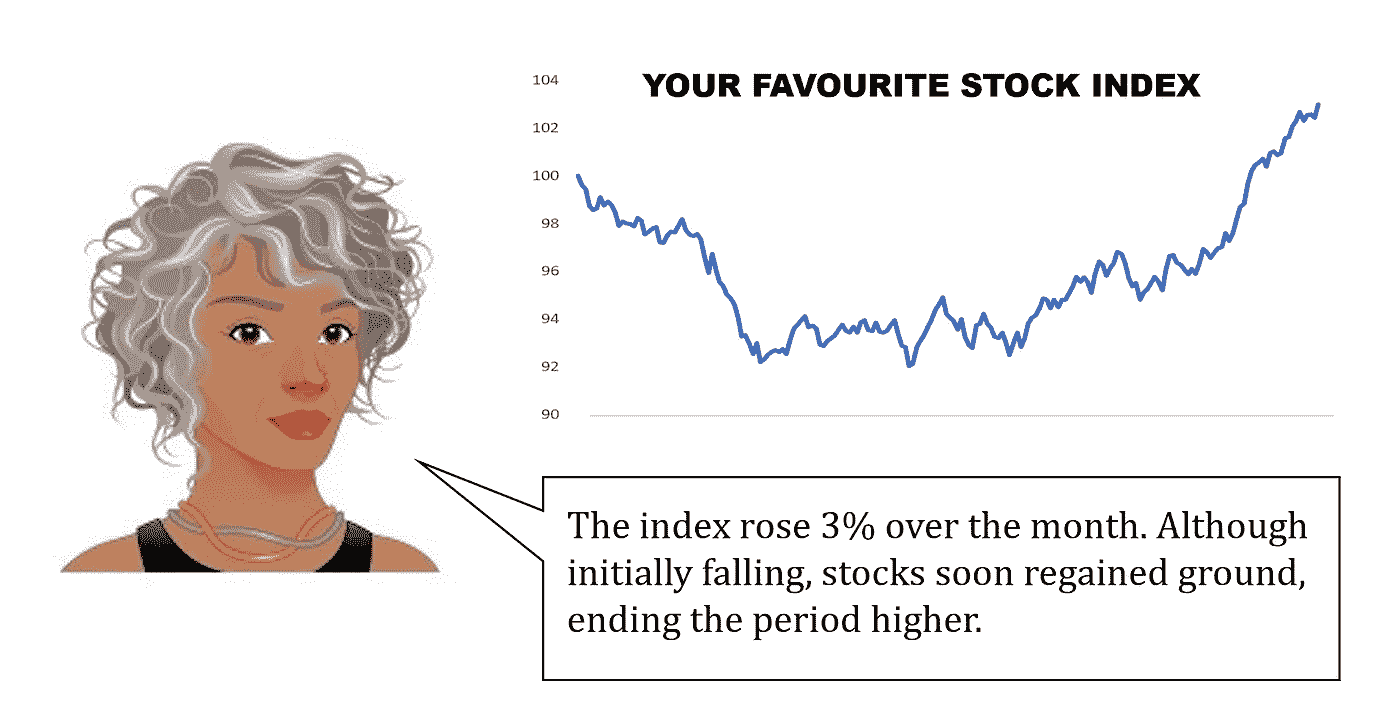 YOUR FAVOURITE STOCK INDEX
104
102
100
98
96
94
92
90
The index rose 3% over the month. Although
initially falling, stocks soon regained ground,
ending the period higher.